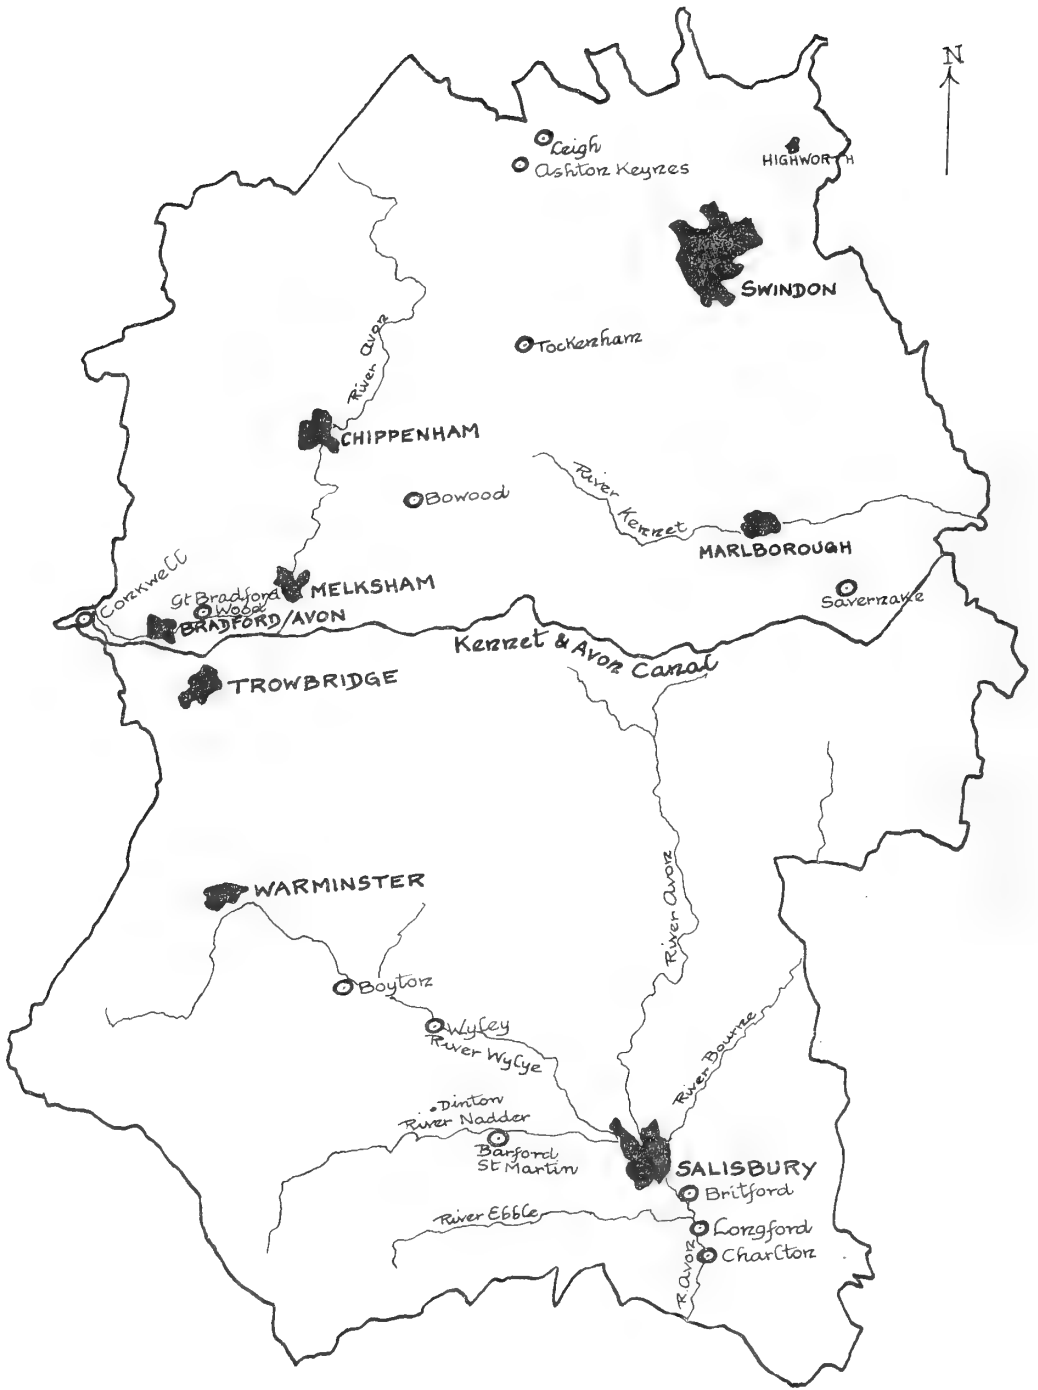 N
Leigh
Ashton Keynes
HIGHWORTH
SWINDON
River Avon
Tockenham
CHIPPENHAM
Bowood
River Kennet
MARLBOROUGH
Conkwell
Gt Bradford
Wood
MELKSHAM
Savernake
BRADFORD/AVON
Kennet & Avon Canal
TROWBRIDGE
WARMINSTER
River Avon
Boyton
Wyley
River Wylye
River Bourne
Dinton
River Nadder
Barford
St Martin
SALISBURY
Britford
River Ebble
Longford
Charlton
R. Avon